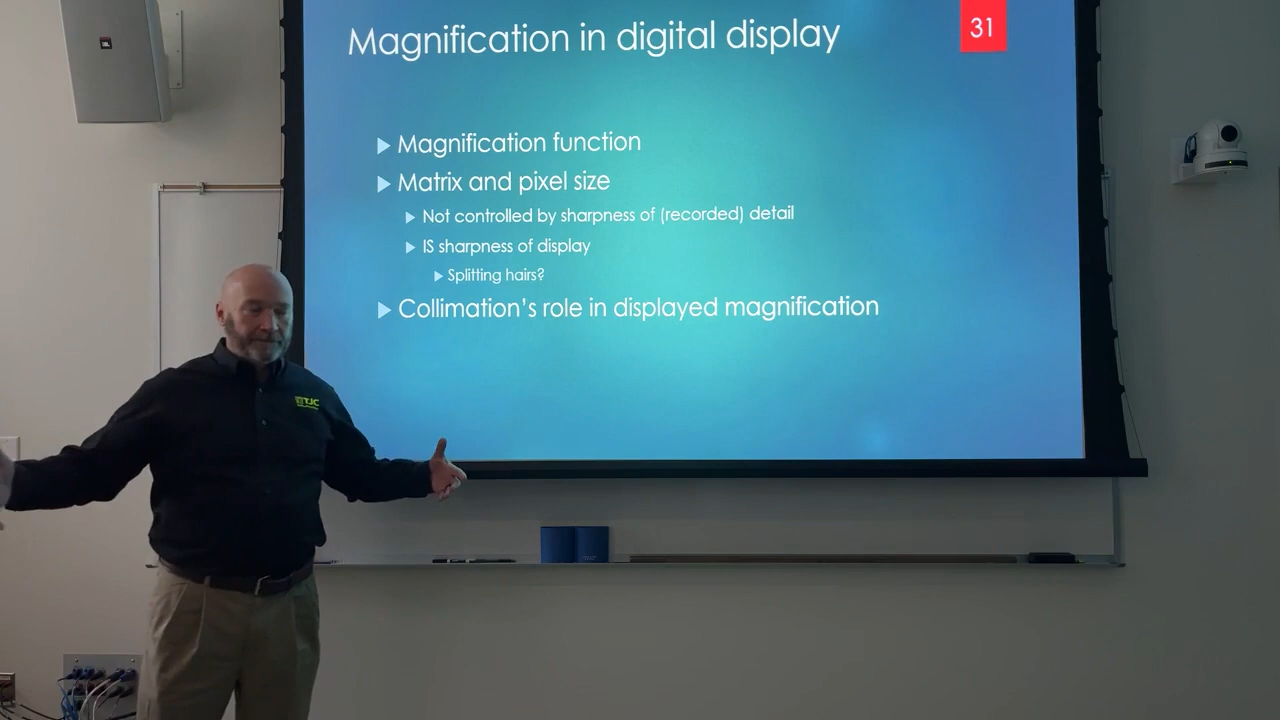 Magnification in digital display
31
Magnification function
Matrix and pixel size
Not controlled by sharpness of (recorded) detail
IS sharpness of display
Splitting hairs?
Collimation's role in displayed magnification
JBL
TJC